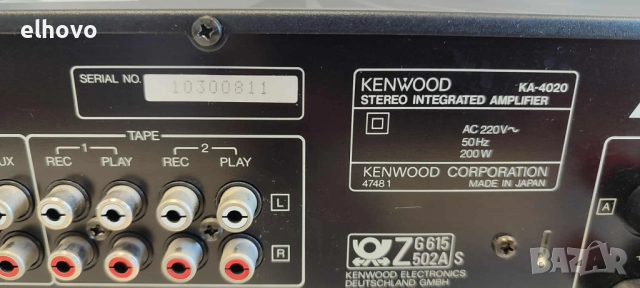 elhovo
SERIAL NO. 10300811
KENWOOD KA-4020
STEREO INTEGRATED AMPLIFIER
AC 220V~
50Hz
200W
KENWOOD CORPORATION
47481 MADE IN JAPAN
TAPE
1 2
UX REC PLAY REC PLAY
L
R
A
Z G615
502A/S
KENWOOD ELECTRONICS
DEUTSCHLAND GMBH
BAZAR